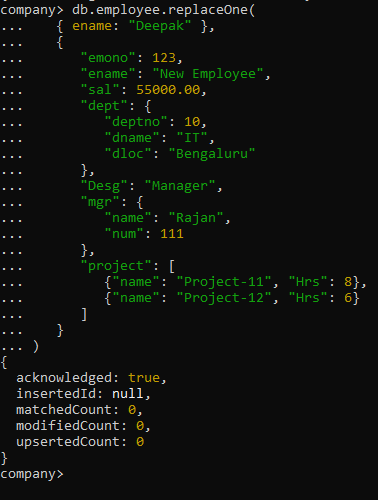 company> db.employee.replaceOne(
...     { ename: "Deepak" },
...     {
...        "emono": 123,
...        "ename": "New Employee",
...        "sal": 55000.00,
...        "dept": {
...           "deptno": 10,
...           "dname": "IT",
...           "dloc": "Bengaluru"
...        },
...        "Desg": "Manager",
...        "mgr": {
...           "name": "Rajan",
...           "num": 111
...        },
...        "project": [
...           {"name": "Project-11", "Hrs": 8},
...           {"name": "Project-12", "Hrs": 6}
...        ]
...     }
... )
{
  acknowledged: true,
  insertedId: null,
  matchedCount: 0,
  modifiedCount: 0,
  upsertedCount: 0
}
company>